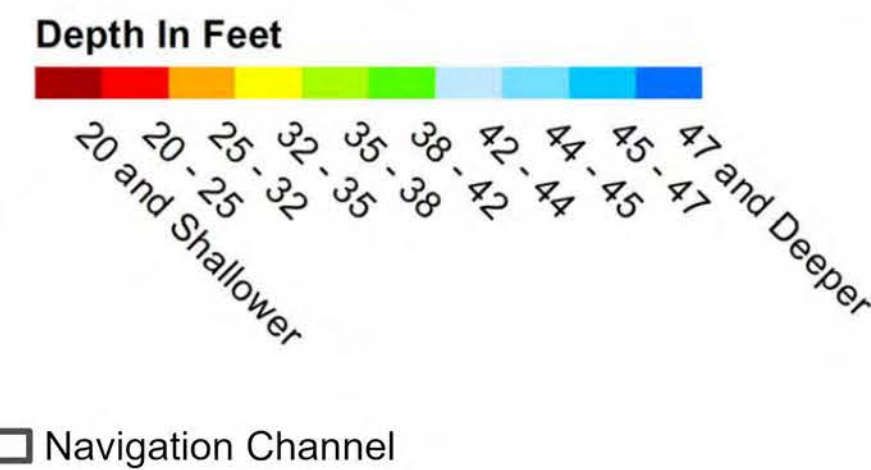 Depth In Feet
20 and Shallower
20 - 25
25 - 32
32 - 35
35 - 38
38 - 42
42 - 44
44 - 45
45 - 47
47 and Deeper
Navigation Channel